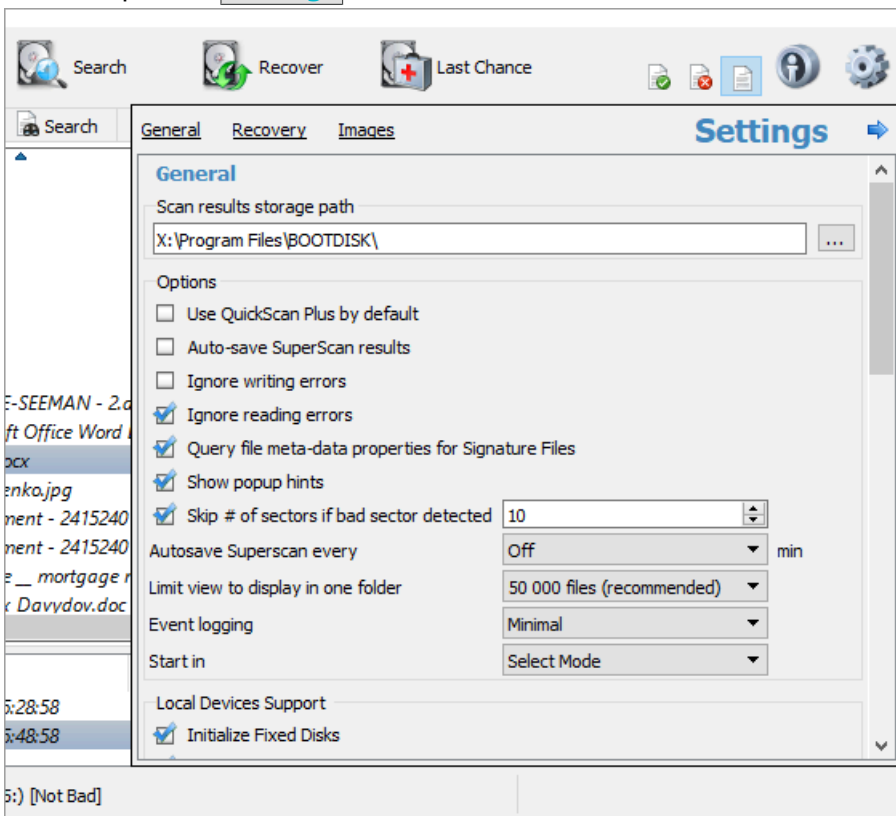 Search
Recover
Last Chance
Search
General
Recovery
Images
Settings
General
Scan results storage path
X:\Program Files\BOOTDISK\
...
Options
Use QuickScan Plus by default
Auto-save SuperScan results
Ignore writing errors
Ignore reading errors
Query file meta-data properties for Signature Files
Show popup hints
Skip # of sectors if bad sector detected 10
Autosave Superscan every Off min
Limit view to display in one folder 50 000 files (recommended)
Event logging Minimal
Start in Select Mode
Local Devices Support
Initialize Fixed Disks
E-SEEMAN - 2.d
ft Office Word
ocx
enko.jpg
ment - 2415240
ment - 2415240
e __ mortgage r
x Davydov.doc
5:28:58
5:48:58
5:) [Not Bad]